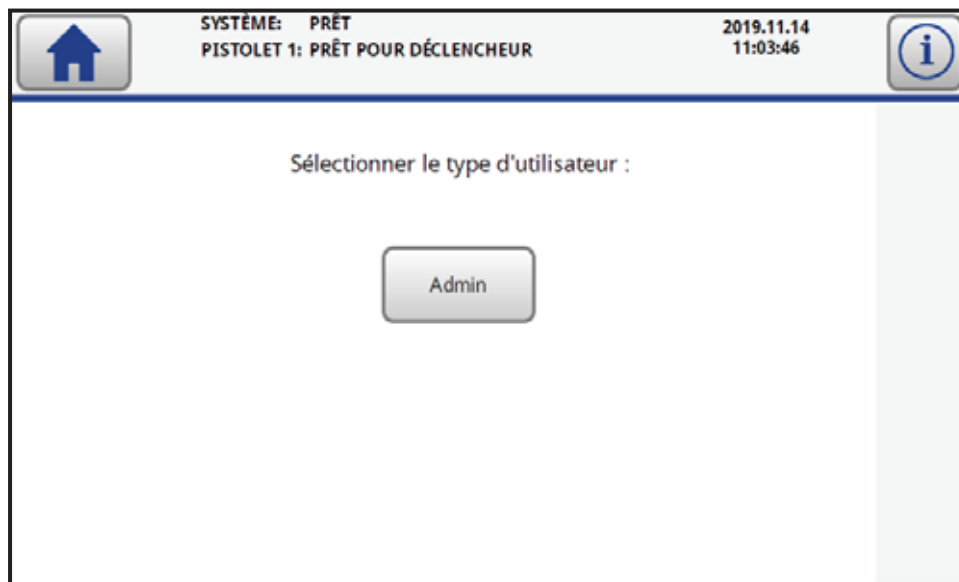 SYSTÈME: PRÊT
PISTOLET 1: PRÊT POUR DÉCLENCHEUR
2019.11.14
11:03:46
i
Sélectionner le type d'utilisateur :
Admin